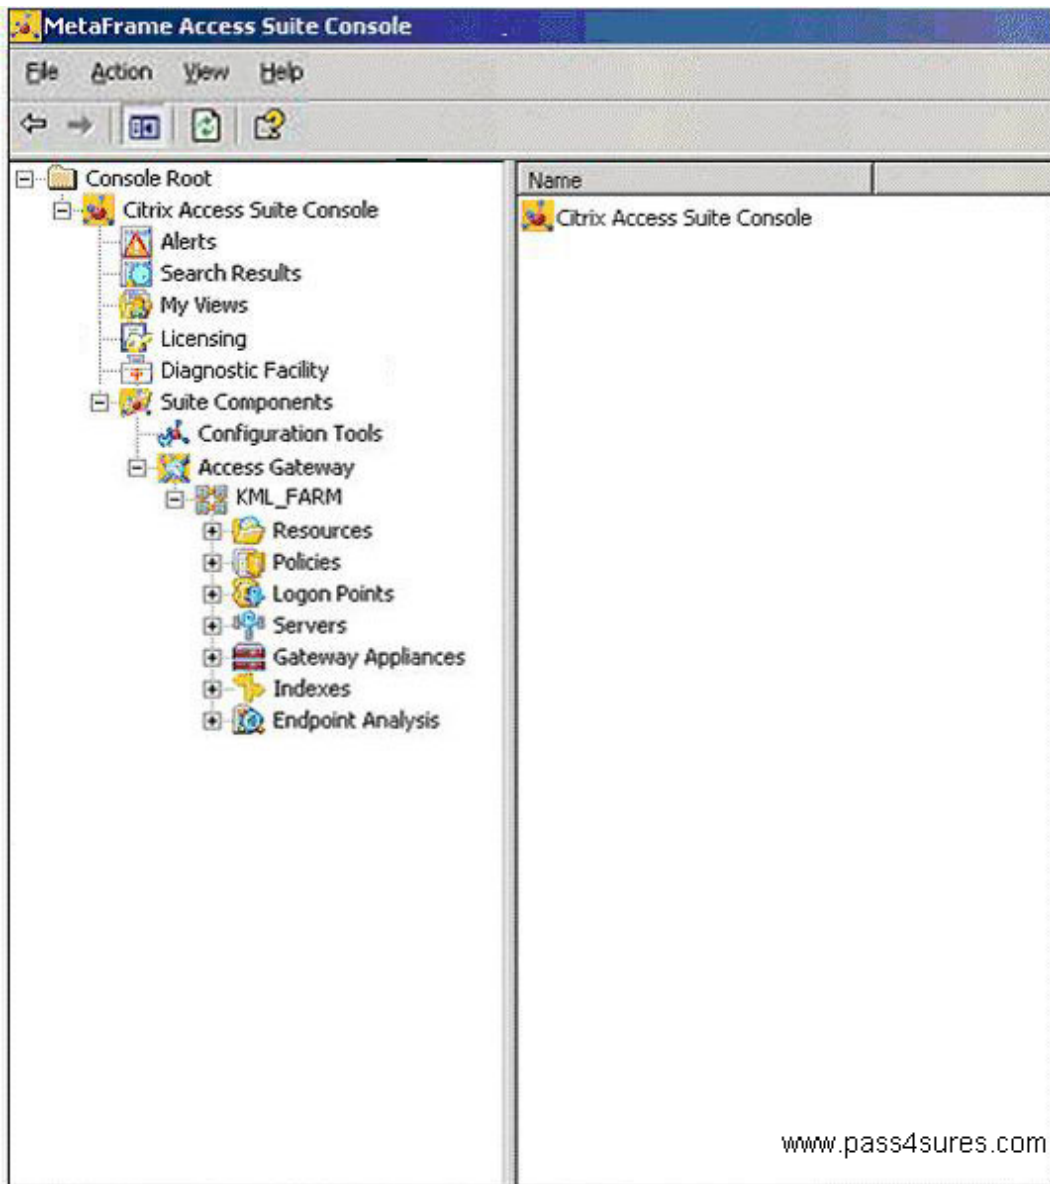 MetaFrame Access Suite Console
File Action View Help
Console Root
Citrix Access Suite Console
Alerts
Search Results
My Views
Licensing
Diagnostic Facility
Suite Components
Configuration Tools
Access Gateway
KML_FARM
Resources
Policies
Logon Points
Servers
Gateway Appliances
Indexes
Endpoint Analysis
Name
Citrix Access Suite Console
www.pass4sures.com